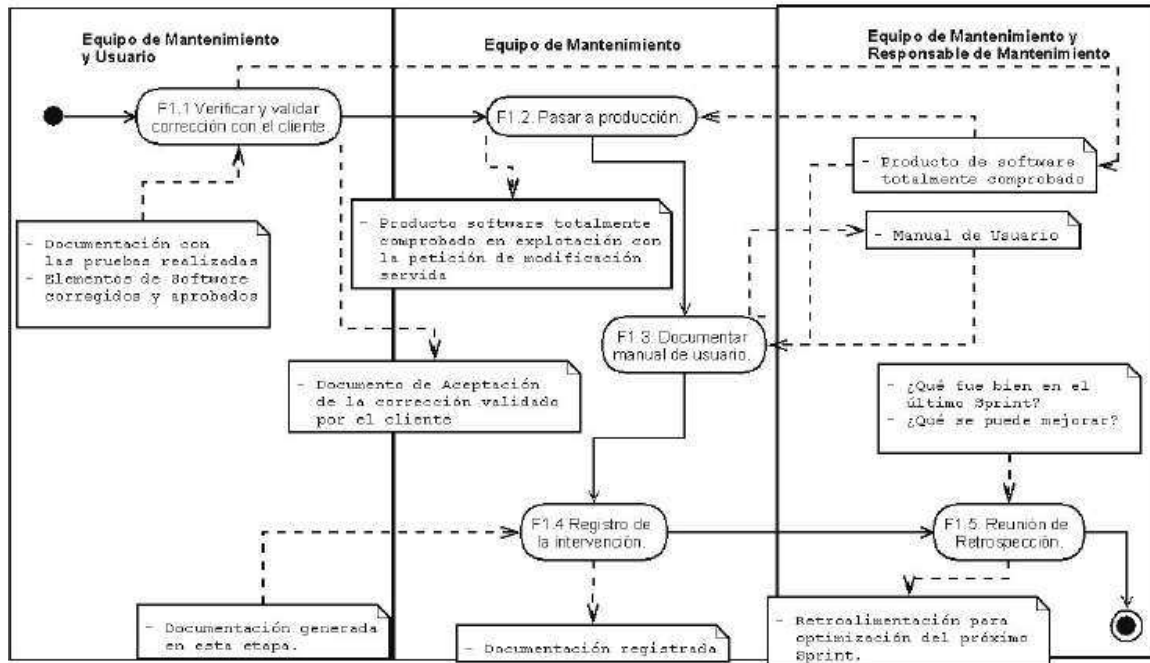 Equipo de Mantenimiento
y Usuario
Equipo de Mantenimiento
Equipo de Mantenimiento y
Responsable de Mantenimiento
F1.1 Verificar y validar
corrección con el cliente
F1.2. Pasar a producción.
- Producto de software
totalmente comprobado
- Documentación con
las pruebas realizadas
- Elementos de Software
corregidos y aprobados
- Producto software totalmente
comprobado en explotación con
la petición de modificación
servida
- Manual de Usuario
F1.3. Documentar
manual de usuario.
- Documento de Aceptación
de la corrección validado
por el cliente
- ¿Qué fue bien en el
último Sprint?
- ¿Qué se puede mejorar?
F1.4 Registro de
la intervención.
F1.5. Reunión de
Retrospección.
- Documentación generada
en esta etapa.
- Documentación registrada
- Retroalimentación para
optimización del próximo
Sprint.